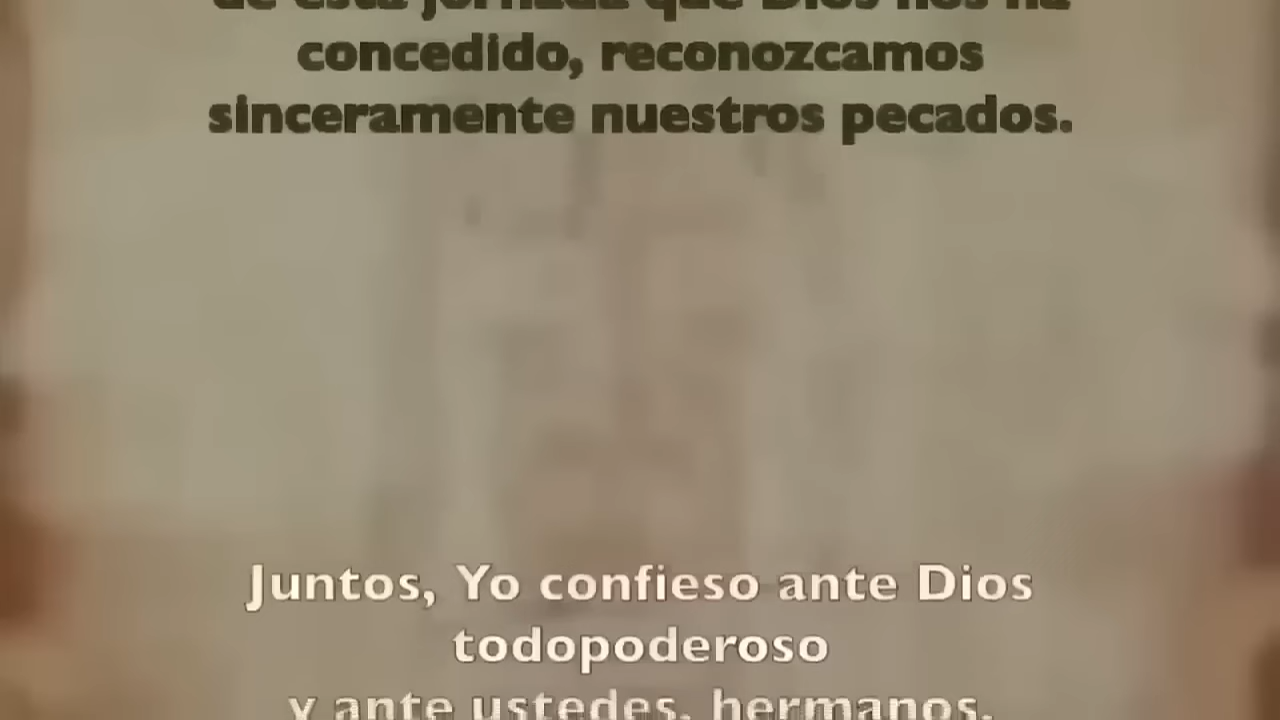 de esta jornada que Dios nos ha
concedido, reconozcamos
sinceramente nuestros pecados.
Juntos, Yo confieso ante Dios
todopoderoso
y ante ustedes, hermanos,